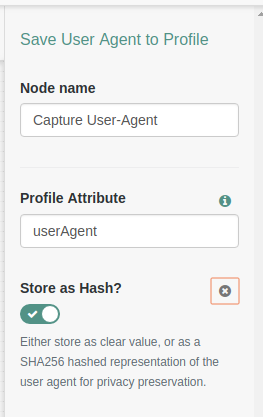 Save User Agent to Profile
Node name
Capture User-Agent
Profile Attribute
userAgent
Store as Hash?
Either store as clear value, or as a
SHA256 hashed representation of the
user agent for privacy preservation.